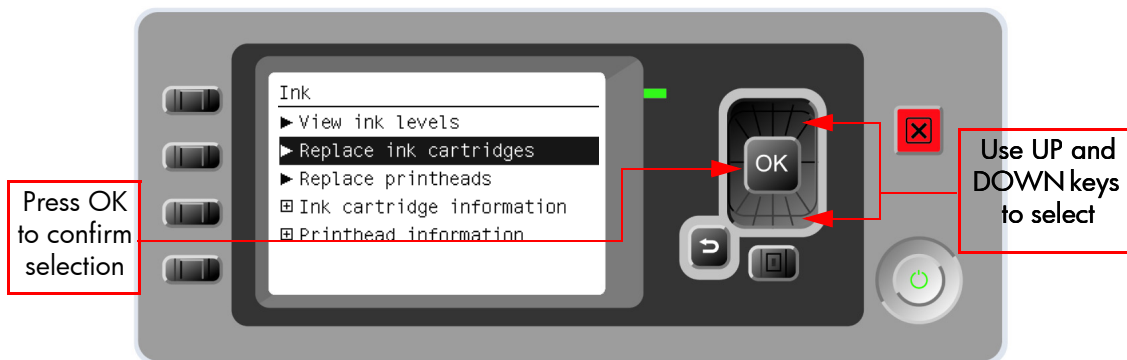 Ink
View ink levels
Replace ink cartridges
Replace printheads
Ink cartridge information
Printhead information
OK
Press OK
to confirm
selection
Use UP and
DOWN keys
to select